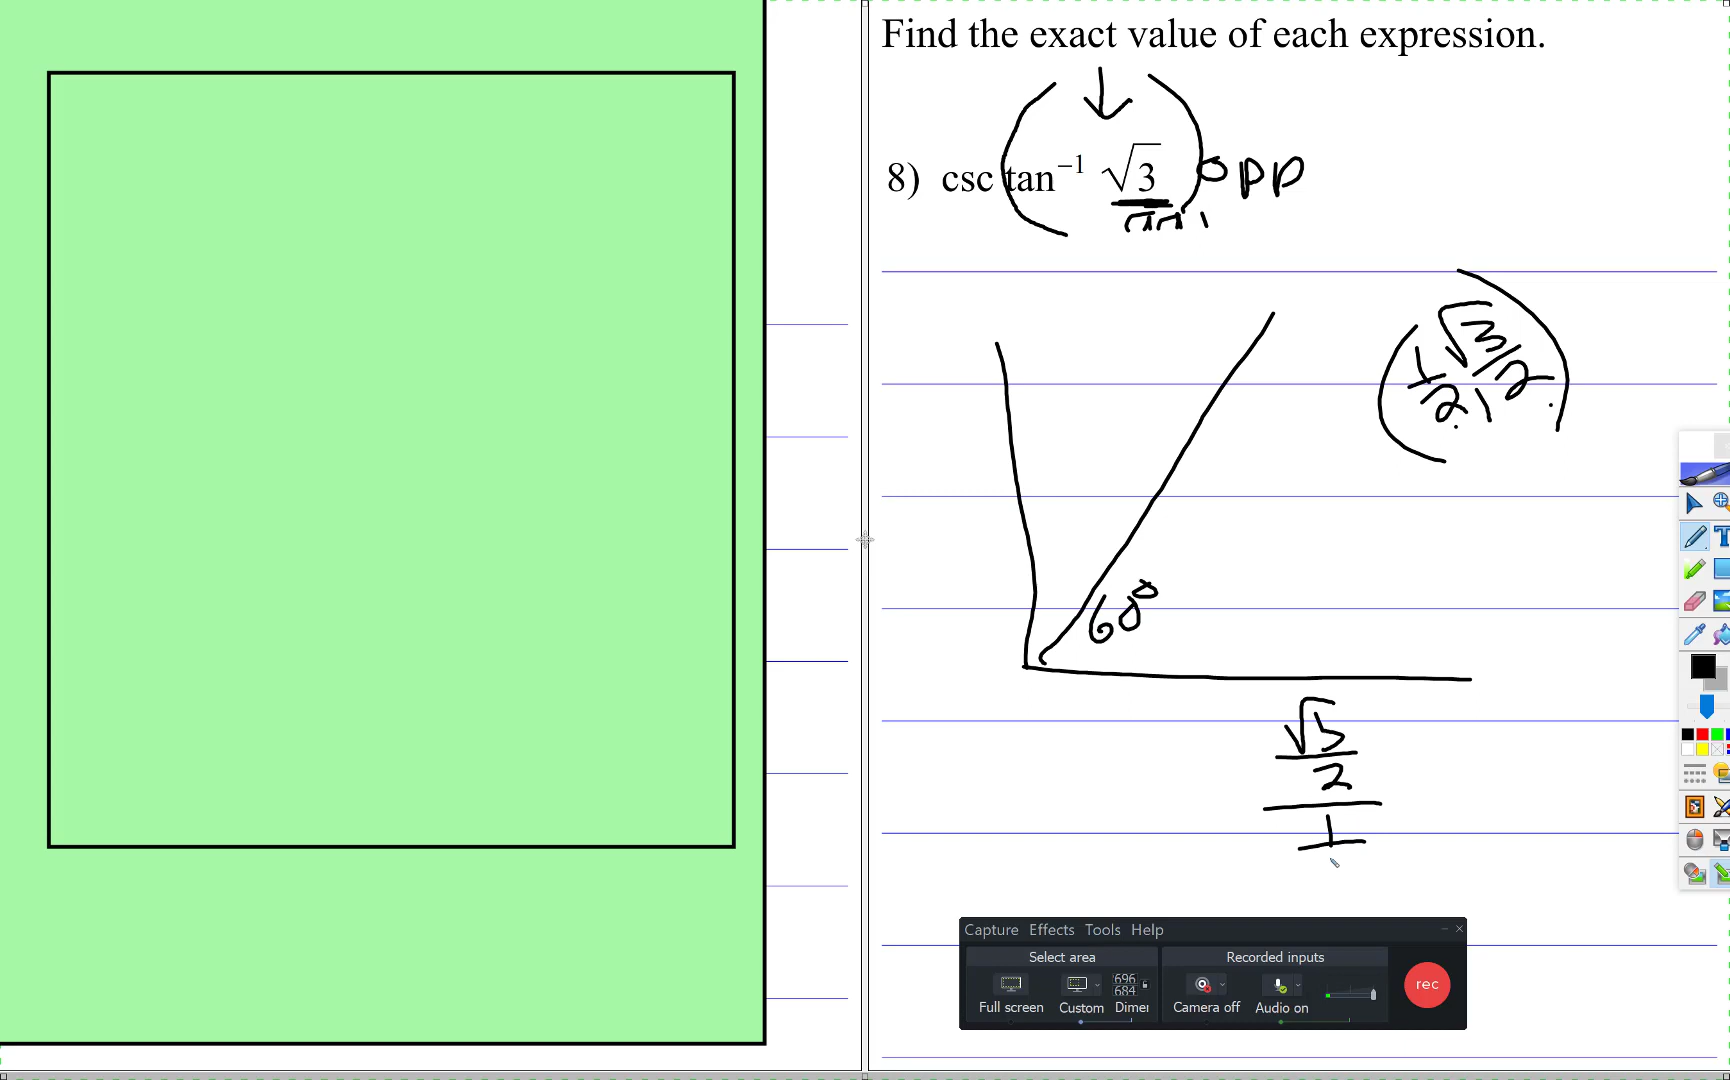 Find the exact value of each expression.
8) csc tan⁻¹ √3 opp
(1/2, √3/2)
60°
√3
2
1
Capture Effects Tools Help
Select area
Recorded inputs
Full screen
Custom
696
684
Dimer
Camera off
Audio on
rec